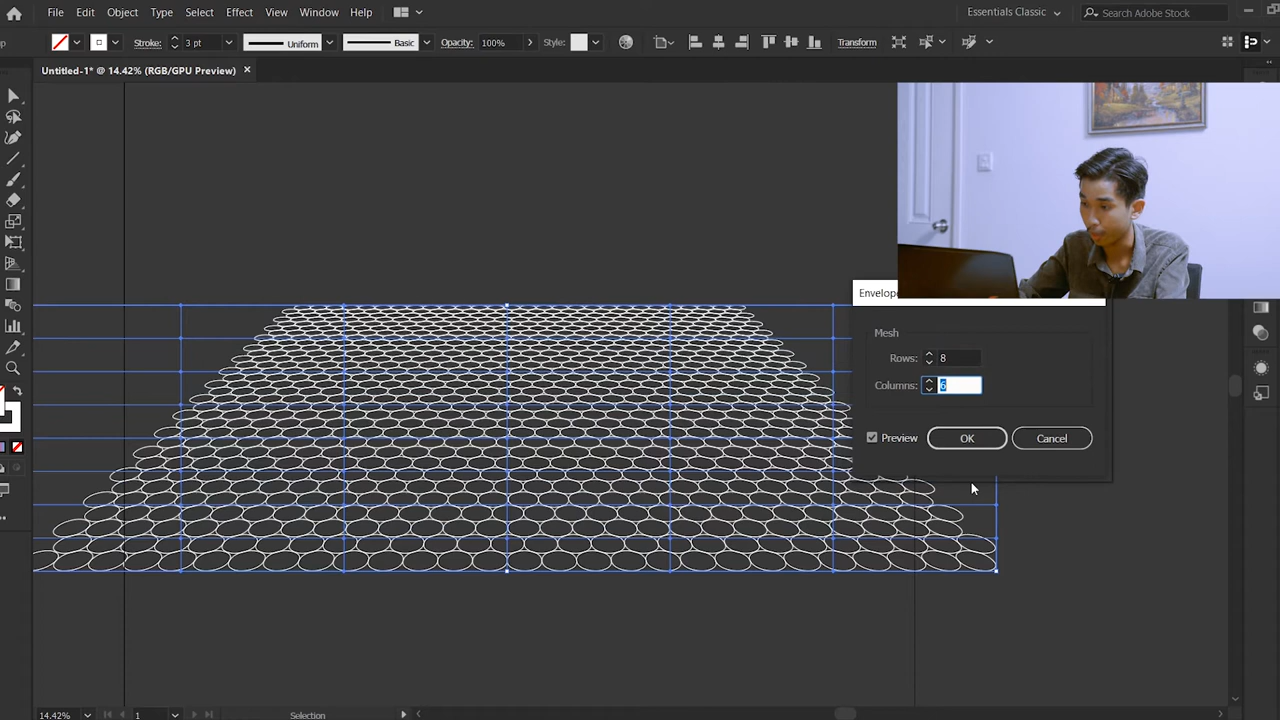 File Edit Object Type Select Effect View Window Help Essentials Classic Search Adobe Stock
Stroke: 3 pt Uniform Basic Opacity: 100% Style: Transform
Untitled-1* @ 14.42% (RGB/GPU Preview) ×
Mesh
Rows: 8
Columns: 6
Preview OK Cancel
14.42% 1 Selection